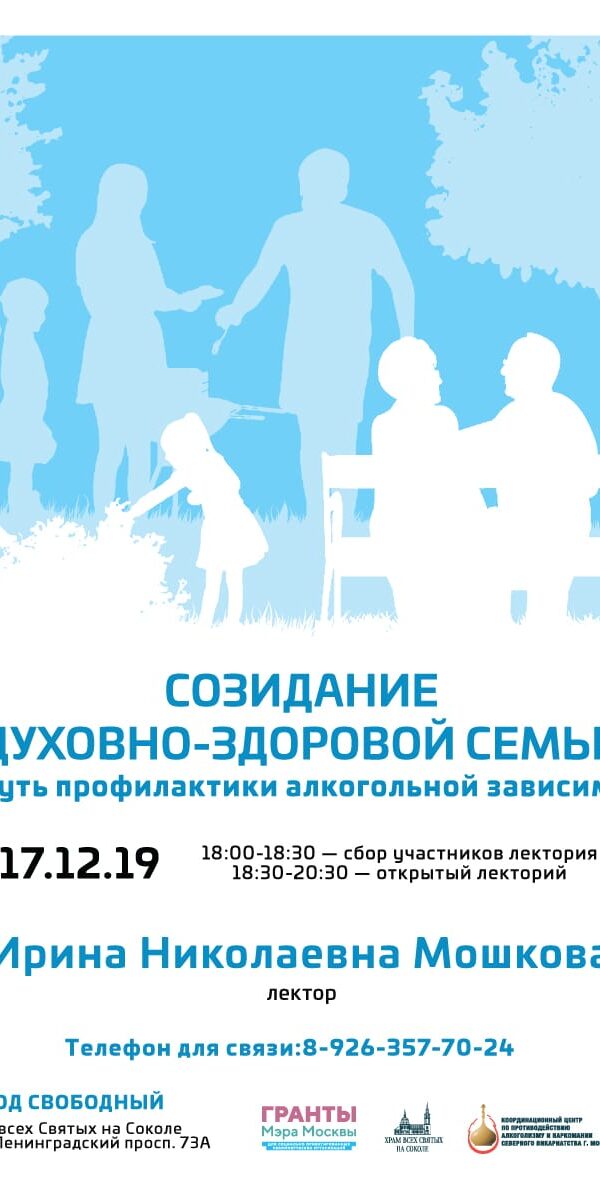 СОЗИДАНИЕ
ДУХОВНО-ЗДОРОВОЙ СЕМЬ
уть профилактики алкогольной зависим
17.12.19
18:00-18:30 — сбор участников лектория
18:30-20:30 — открытый лекторий
Ирина Николаевна Мошкова
лектор
Телефон для связи:8-926-357-70-24
ОД СВОБОДНЫЙ
всех Святых на Соколе
Ленинградский просп. 73А
ГРАНТЫ
Мэра Москвы
ХРАМ ВСЕХ СВЯТЫХ
НА СОКОЛЕ
КООРДИНАЦИОННЫЙ ЦЕНТР
ПО ПРОТИВОДЕЙСТВИЮ
АЛКОГОЛИЗМУ И НАРКОМАНИИ
СЕВЕРНОГО ВИКАРИАТСТВА Г. МО